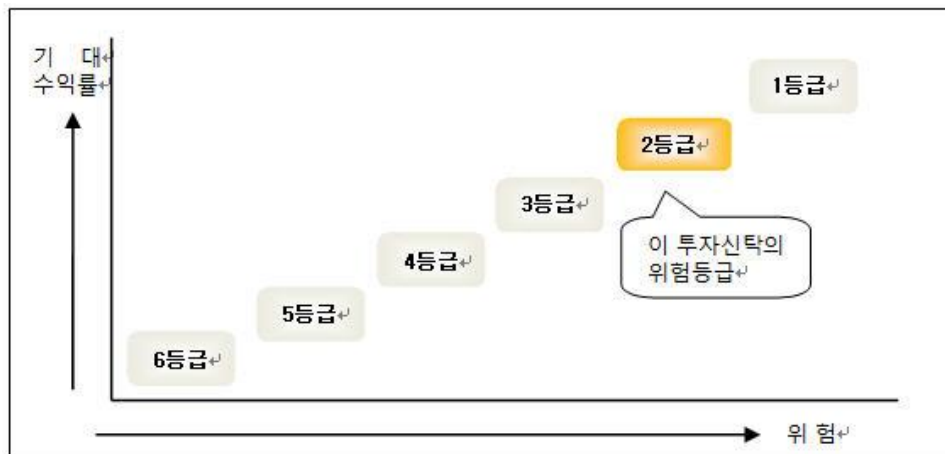 기 대↵
수익률↵
1등급↵
2등급↵
3등급↵
이 투자신탁의
위험등급↵
4등급↵
5등급↵
6등급↵
위 험↵